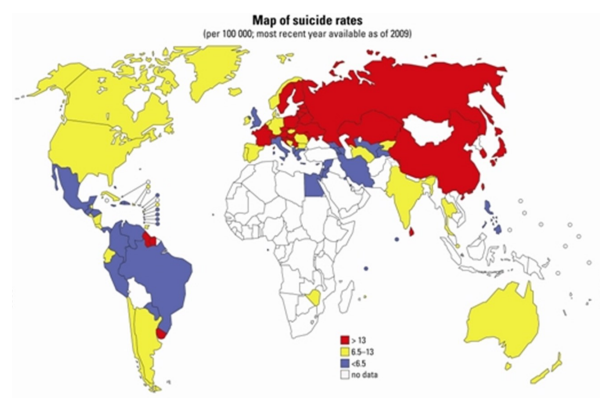 Map of suicide rates
(per 100 000; most recent year available as of 2009)
> 13
6.5–13
<6.5
no data